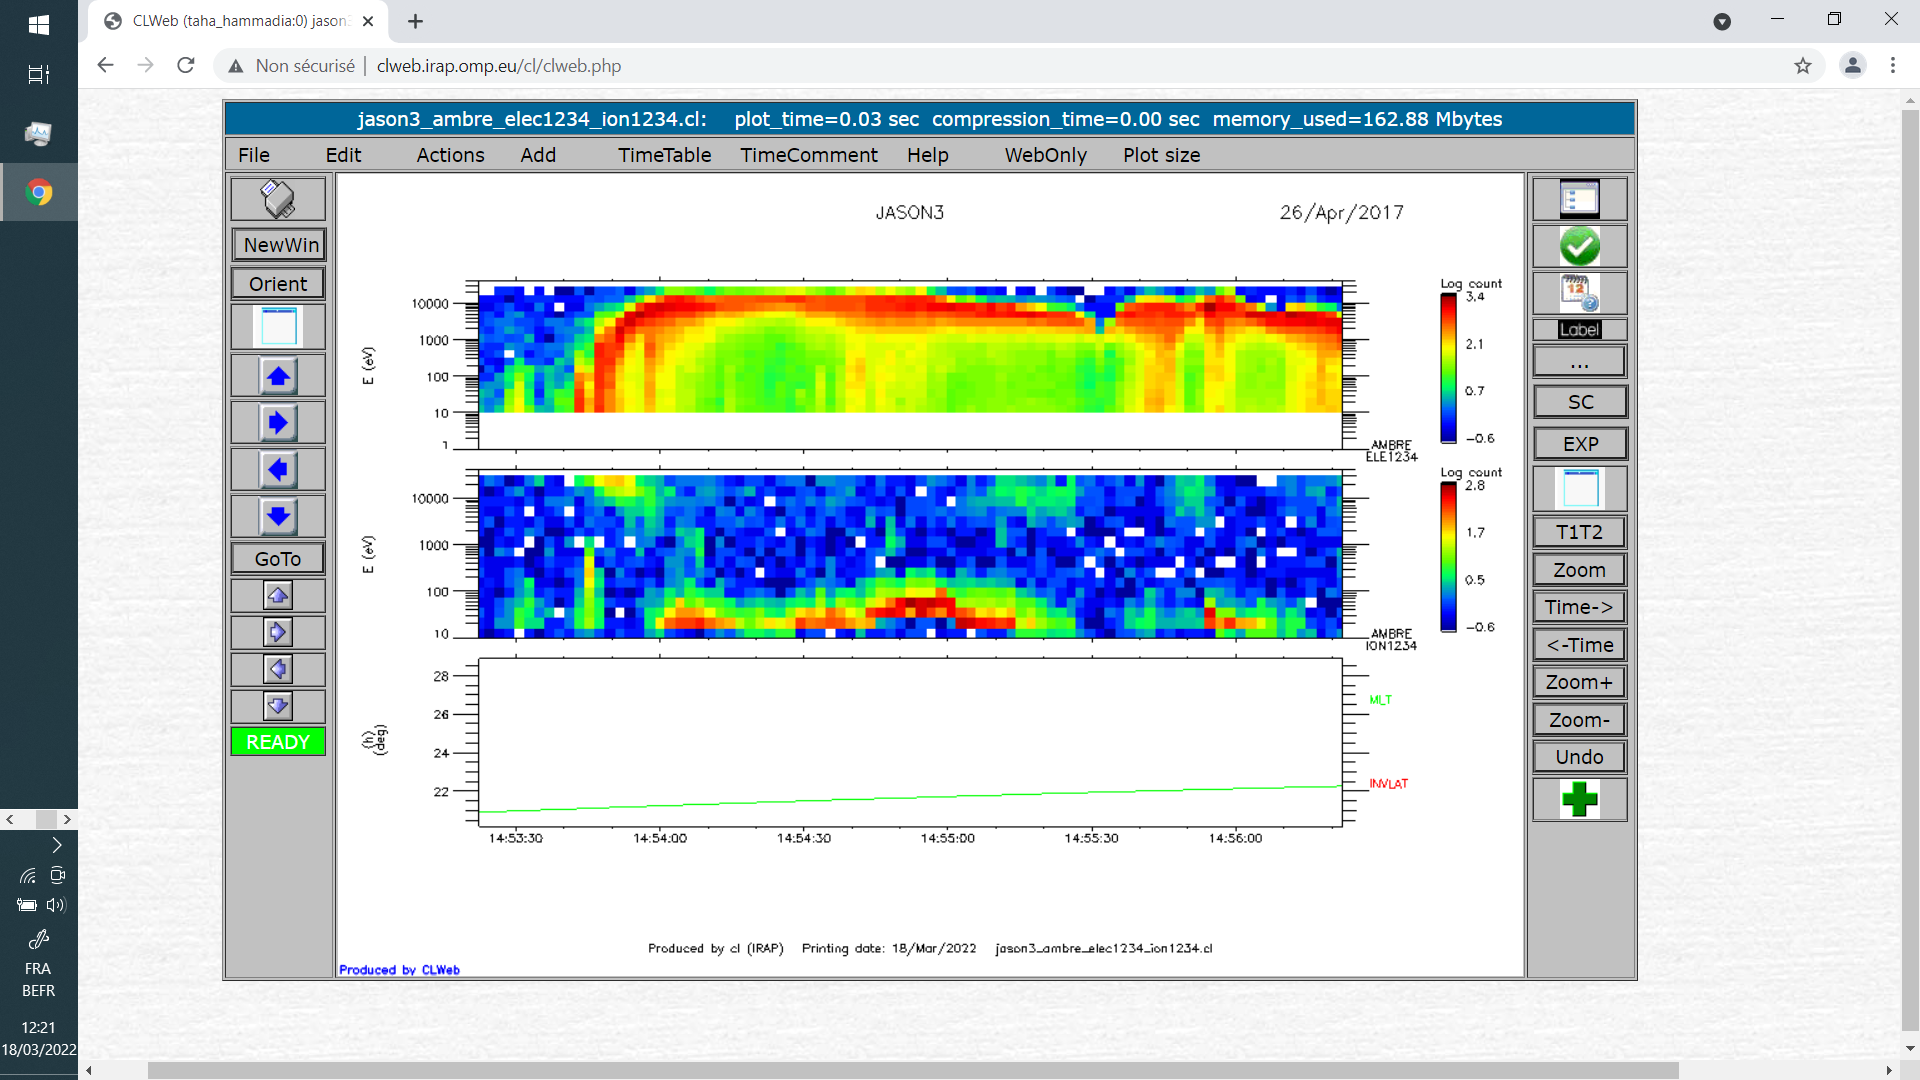 CLWeb (taha_hammadia:0) jason3
Non sécurisé | clweb.irap.omp.eu/cl/clweb.php
jason3_ambre_elec1234_ion1234.cl: plot_time=0.03 sec compression_time=0.00 sec memory_used=162.88 Mbytes
File Edit Actions Add TimeTable TimeComment Help WebOnly Plot size
NewWin
Orient
GoTo
READY
JASON3 26/Apr/2017
Log count
3.4
2.1
0.7
-0.6
E (eV)
10000
1000
100
10
1
AMBRE
ELE1234
Log count
2.8
1.7
0.5
-0.6
E (eV)
10000
1000
100
10
AMBRE
ION1234
28
26
24
22
(h)
(deg)
MLT
INVLAT
14:53:30 14:54:00 14:54:30 14:55:00 14:55:30 14:56:00
Produced by cl (IRAP) Printing date: 18/Mar/2022 jason3_ambre_elec1234_ion1234.cl
Produced by CLWeb
12
Label
...
SC
EXP
T1T2
Zoom
Time->
<-Time
Zoom+
Zoom-
Undo
FRA
BEFR
12:21
18/03/2022